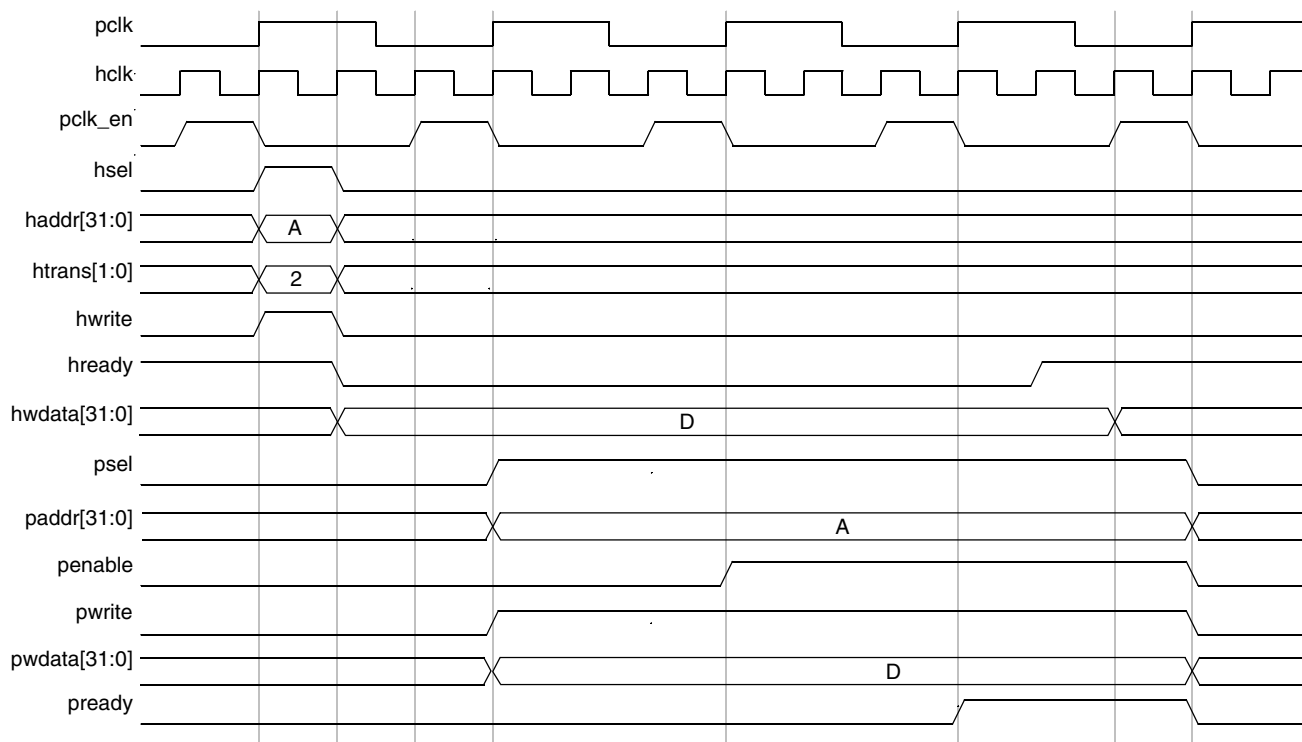 pclk
hclk
pclk_en
hsel
haddr[31:0]
A
htrans[1:0]
2
hwrite
hready
hwdata[31:0]
D
psel
paddr[31:0]
A
penable
pwrite
pwdata[31:0]
D
pready